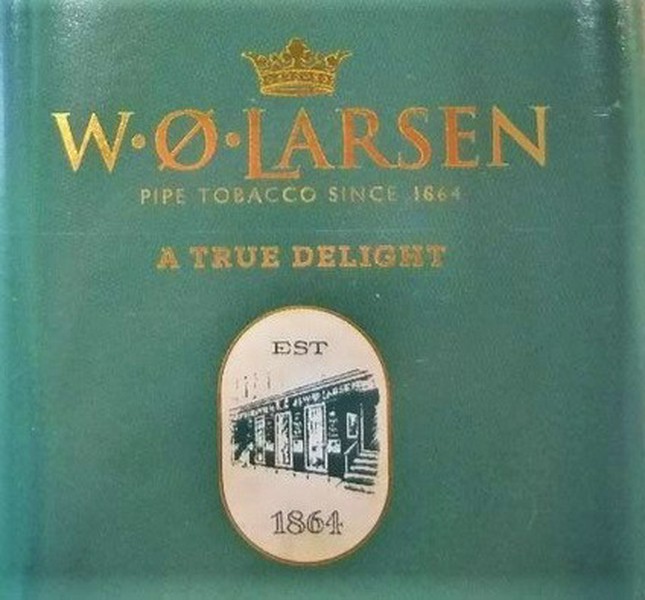 W·Ø·LARSEN
PIPE TOBACCO SINCE 1864
A TRUE DELIGHT
EST
1864